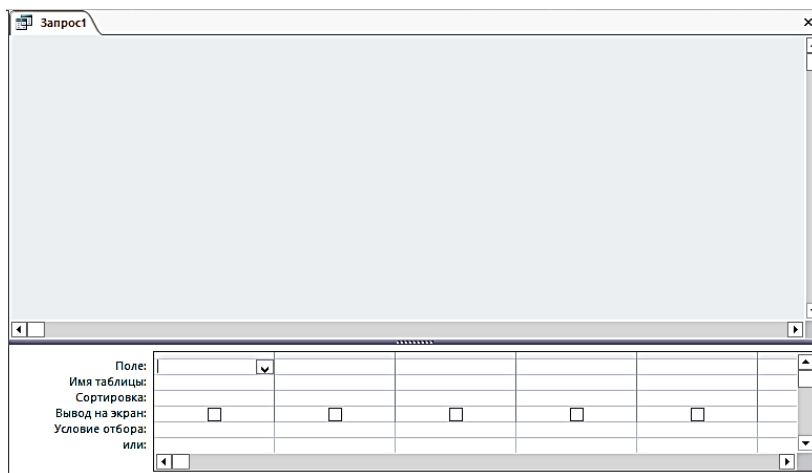 Запрос1
Поле:
Имя таблицы:
Сортировка:
Вывод на экран:
Условие отбора:
или: